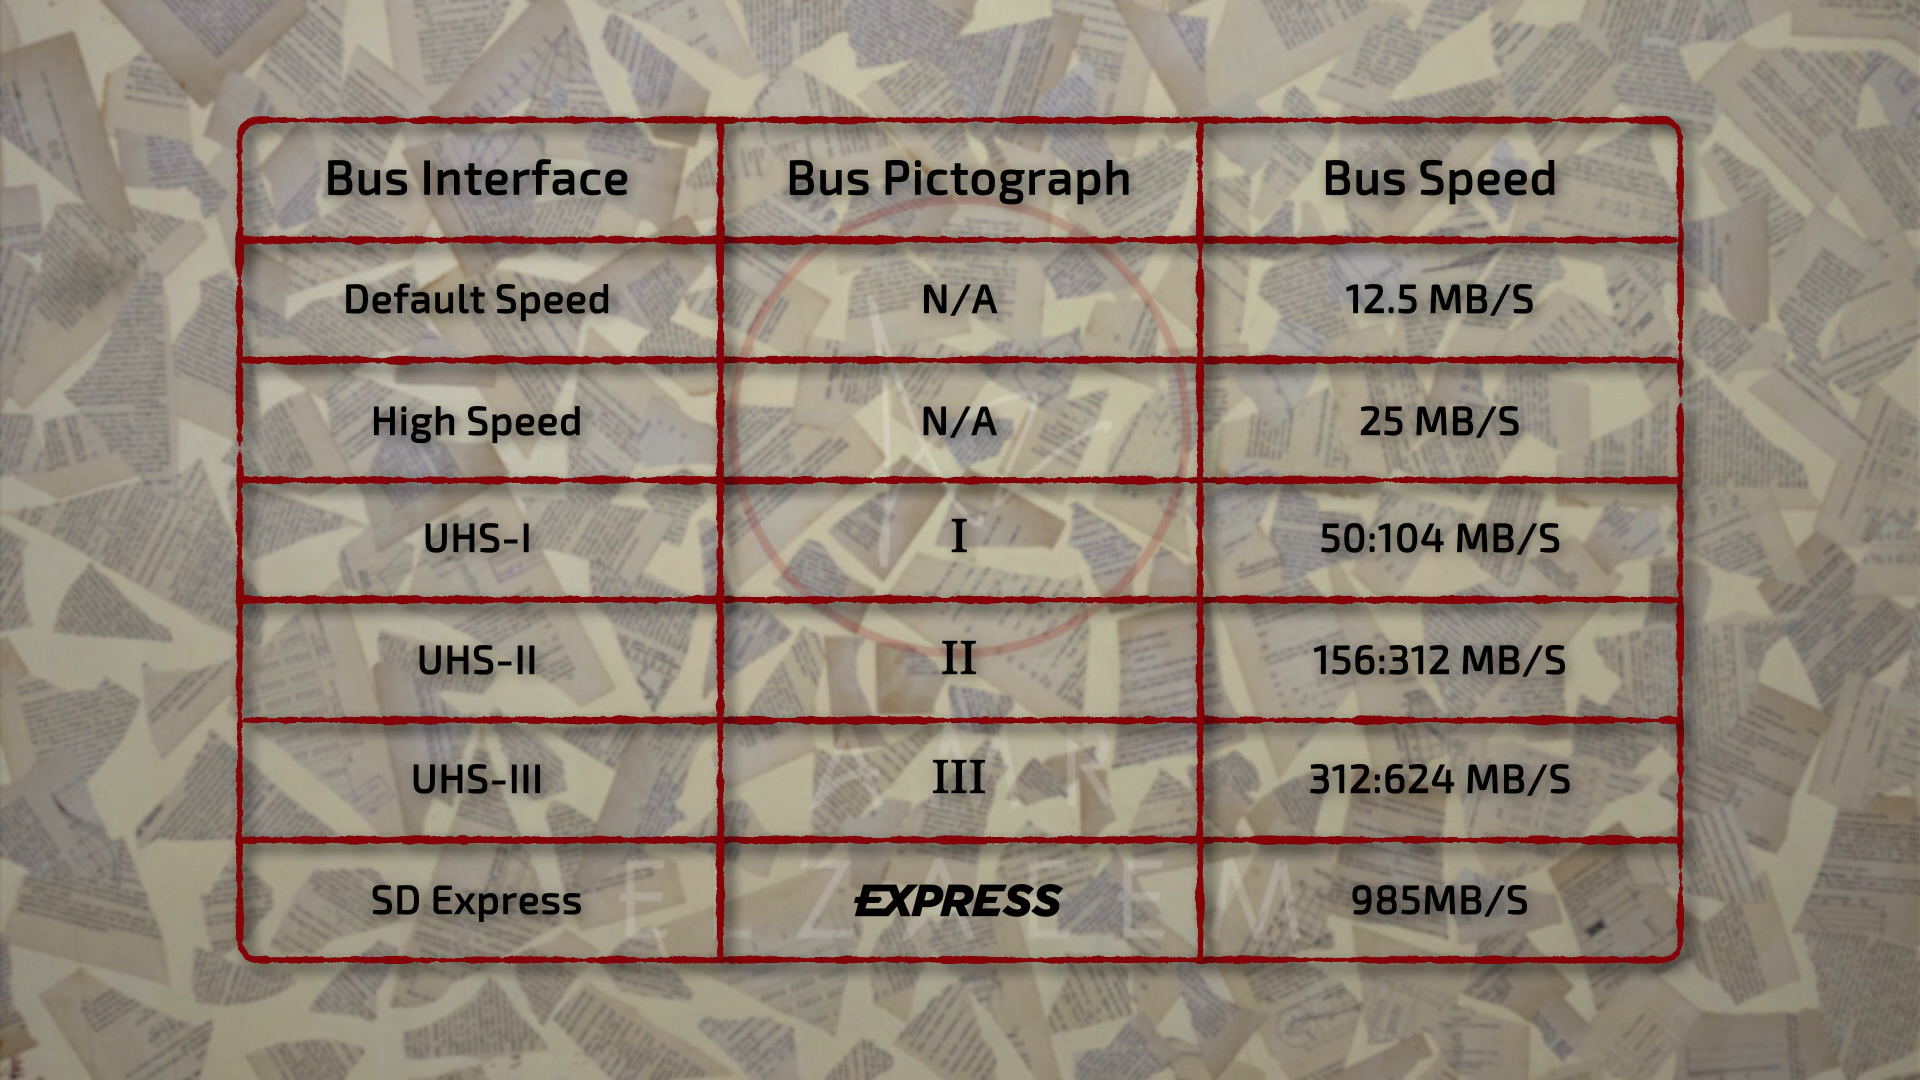 Bus Interface Bus Pictograph Bus Speed
Default Speed N/A 12.5 MB/S
High Speed N/A 25 MB/S
UHS-I I 50:104 MB/S
UHS-II II 156:312 MB/S
UHS-III III 312:624 MB/S
SD Express EXPRESS 985MB/S
ELZAEEM